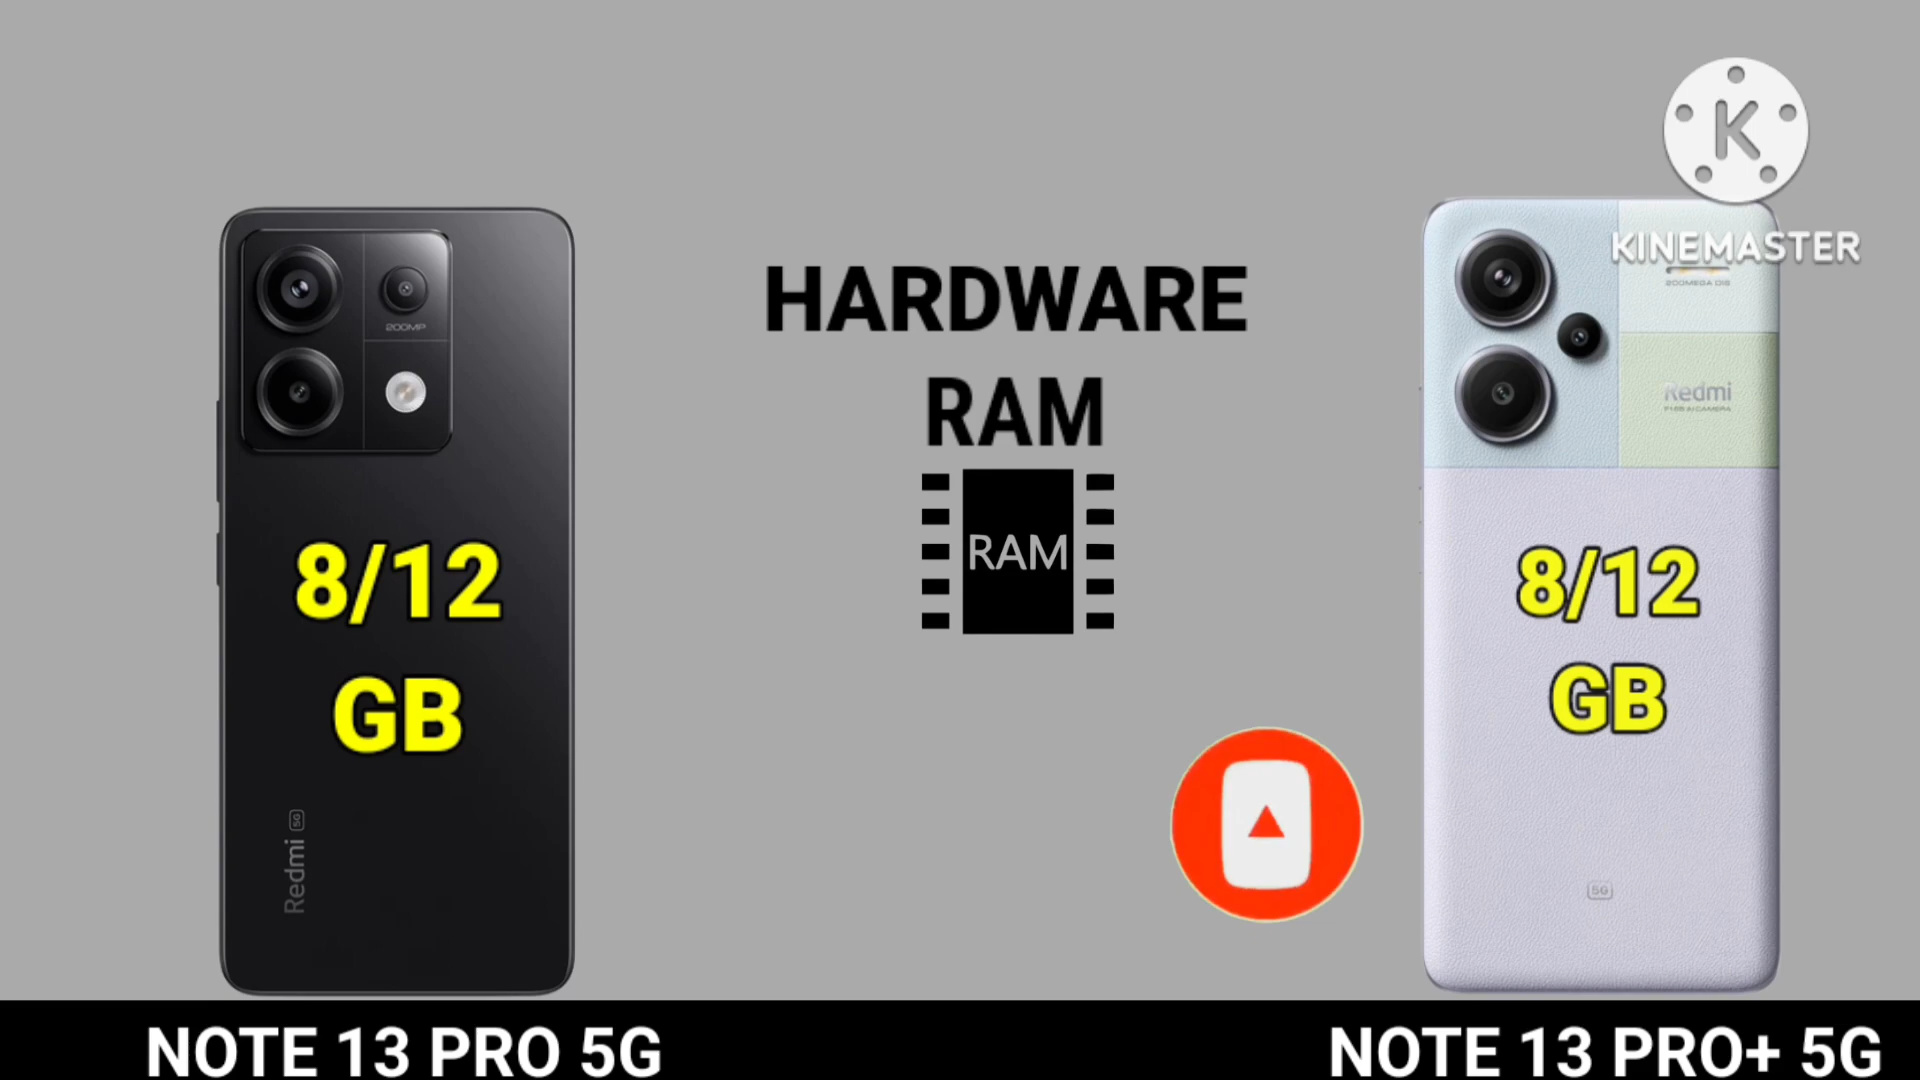 KINEMASTER
HARDWARE
RAM
RAM
200MP
8/12
GB
Redmi 5G
Redmi
8/12
GB
5G
NOTE 13 PRO 5G
NOTE 13 PRO+ 5G